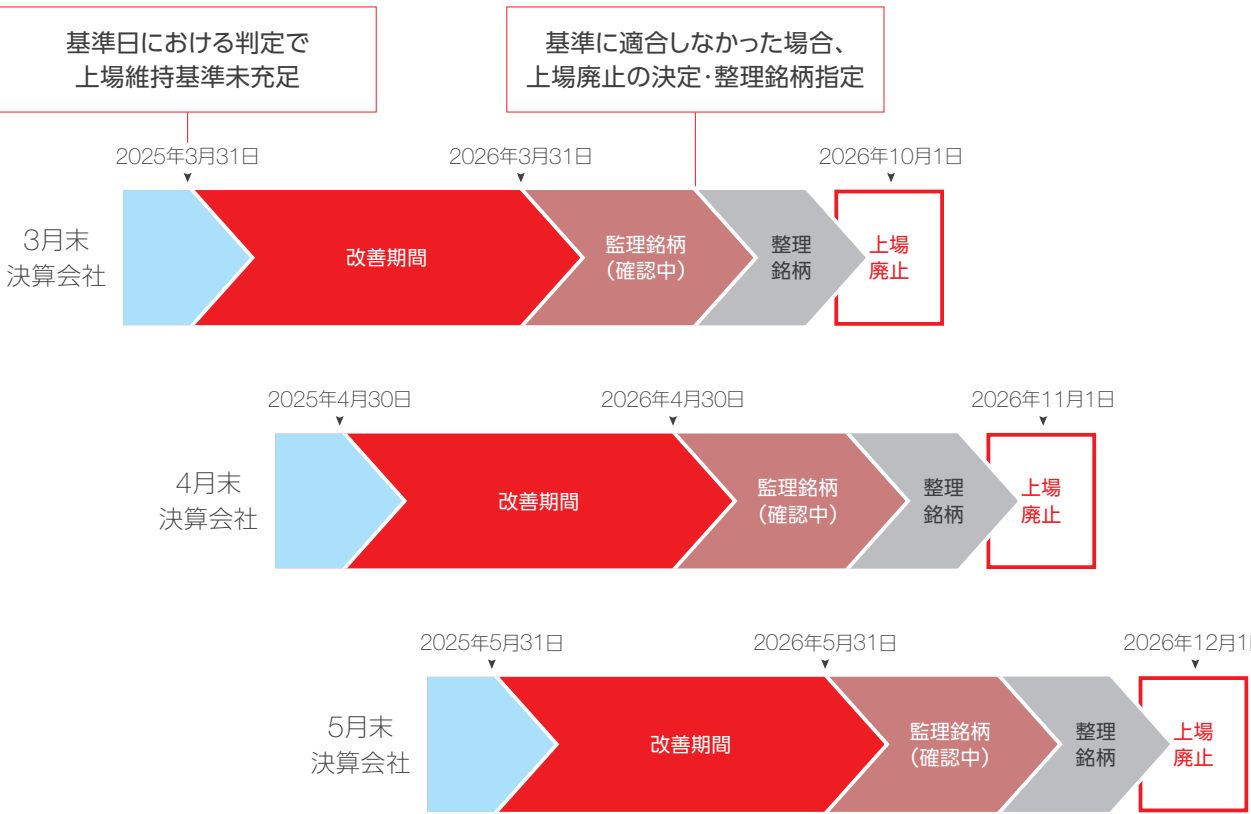 基準日における判定で
上場維持基準未充足
基準に適合しなかった場合、
上場廃止の決定・整理銘柄指定
2025年3月31日
2026年3月31日
2026年10月1日
3月末
決算会社
改善期間
監理銘柄
（確認中）
整理
銘柄
上場
廃止
2025年4月30日
2026年4月30日
2026年11月1日
4月末
決算会社
改善期間
監理銘柄
（確認中）
整理
銘柄
上場
廃止
2025年5月31日
2026年5月31日
2026年12月1日
5月末
決算会社
改善期間
監理銘柄
（確認中）
整理
銘柄
上場
廃止